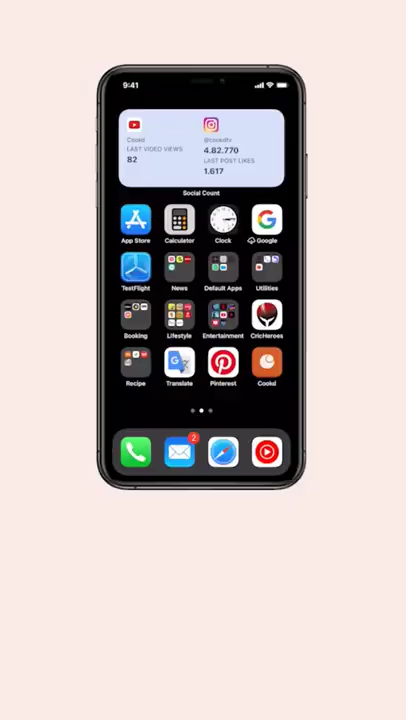 9:41
Cookd
LAST VIDEO VIEWS
82
@cookdtv
4.82.770
LAST POST LIKES
1.617
Social Count
App Store
Calculator
Clock
Google
TestFlight
News
Default Apps
Utilities
Booking
Lifestyle
Entertainment
CricHeroes
Recipe
Translate
Pinterest
Cookd
2